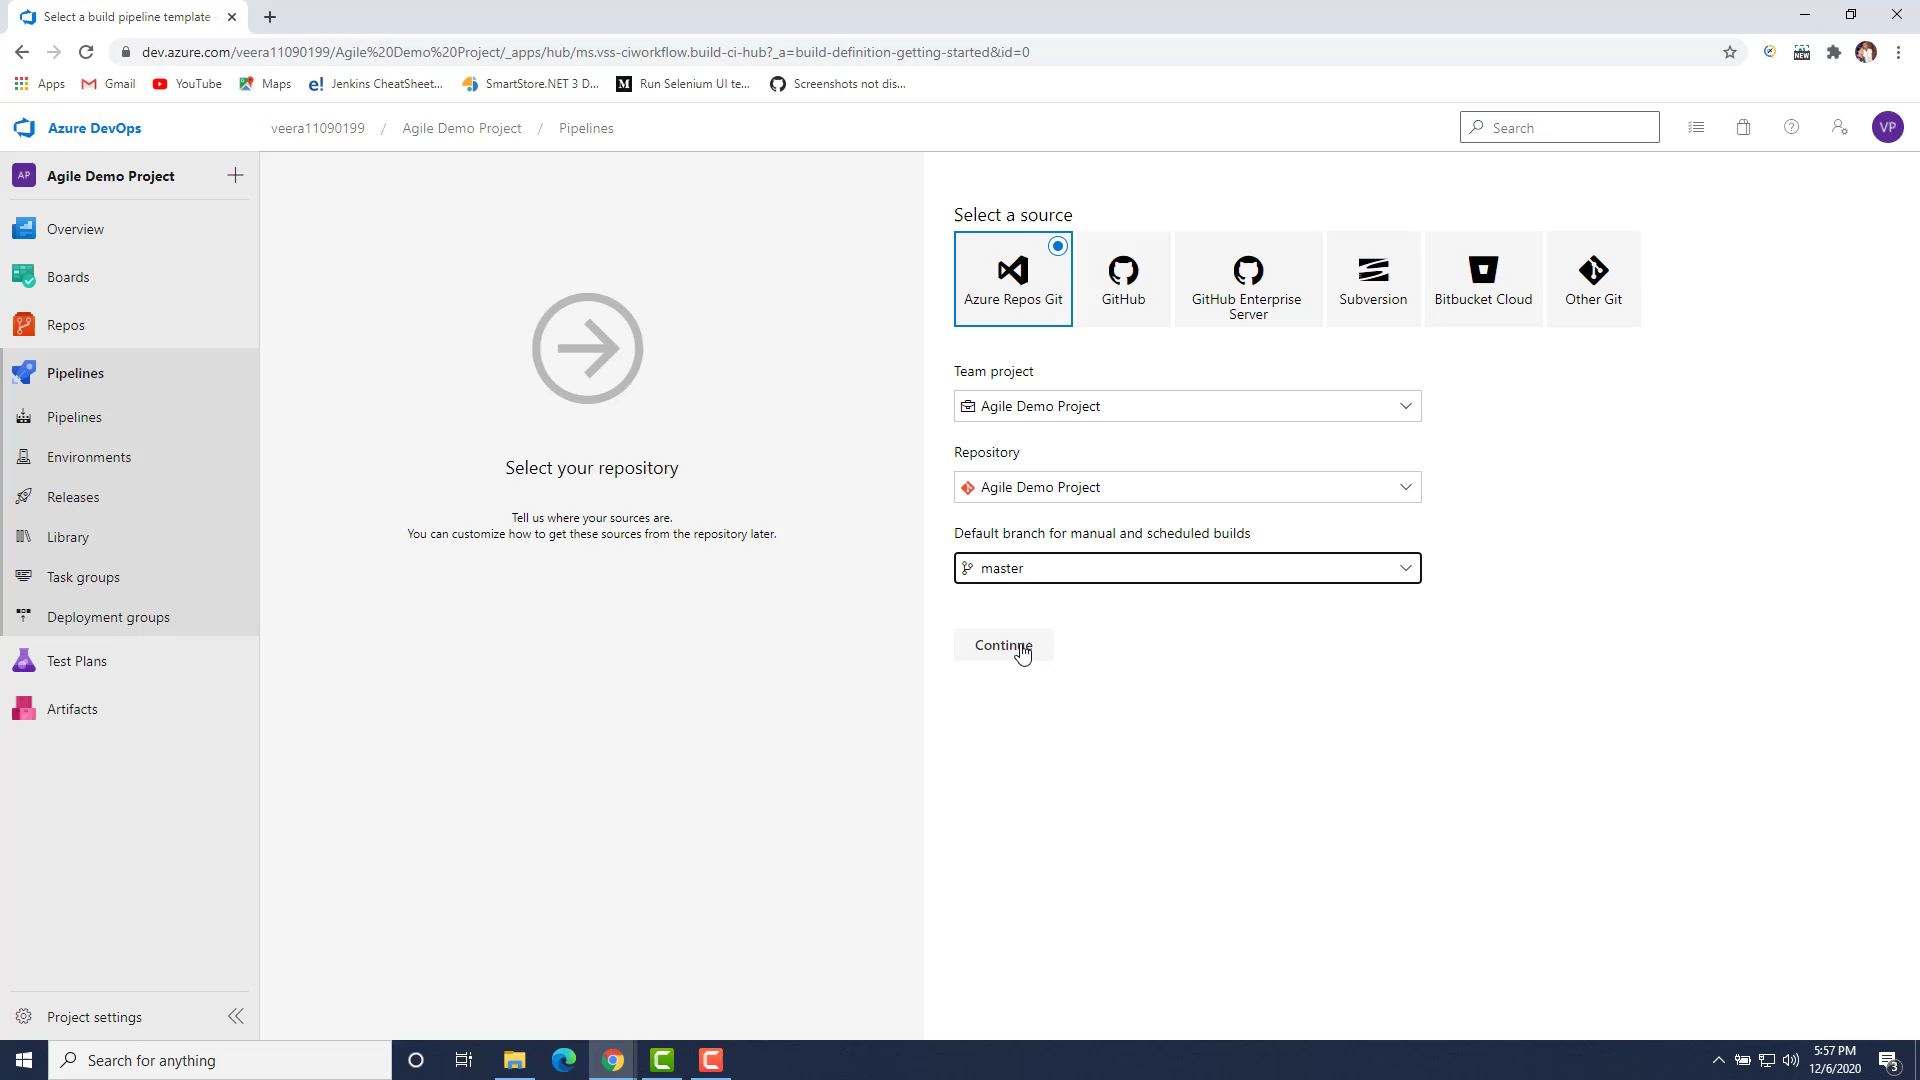 Select a build pipeline template
dev.azure.com/veera11090199/Agile%20Demo%20Project/_apps/hub/ms.vss-ciworkflow.build-ci-hub?_a=build-definition-getting-started&id=0
Apps
Gmail
YouTube
Maps
Jenkins CheatSheet...
SmartStore.NET 3 D...
M
Run Selenium UI te...
Screenshots not dis...
Azure DevOps
veera11090199 / Agile Demo Project / Pipelines
Search
VP
AP
Agile Demo Project
Overview
Boards
Repos
Pipelines
Pipelines
Environments
Releases
Library
Task groups
Deployment groups
Test Plans
Artifacts
Project settings
Select your repository
Tell us where your sources are.
You can customize how to get these sources from the repository later.
Select a source
Azure Repos Git
GitHub
GitHub Enterprise
Server
Subversion
Bitbucket Cloud
Other Git
Team project
Agile Demo Project
Repository
Agile Demo Project
Default branch for manual and scheduled builds
master
Continue
Search for anything
5:57 PM
12/6/2020
3